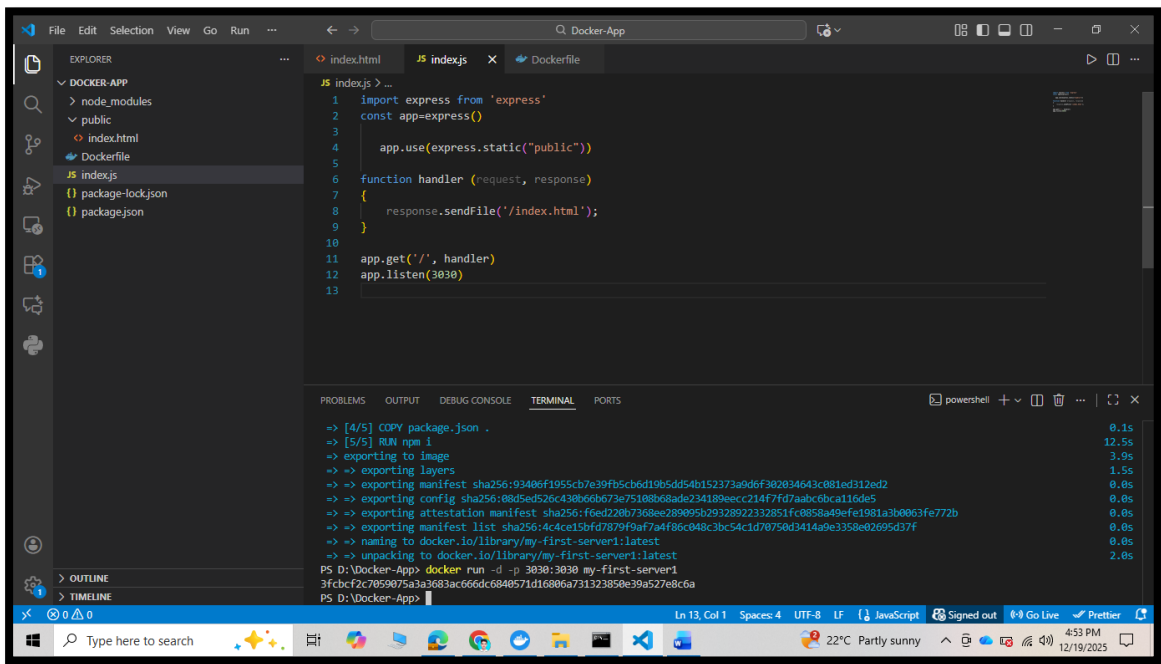 File Edit Selection View Go Run ··· Docker-App
EXPLORER ···
DOCKER-APP
node_modules
public
index.html
Dockerfile
JS index.js
{} package-lock.json
{} package.json
OUTLINE
TIMELINE
index.html JS index.js Dockerfile
JS index.js > ...
1 import express from 'express'
2 const app=express()
3
4 app.use(express.static("public"))
5
6 function handler (request, response)
7 {
8 response.sendFile('/index.html');
9 }
10
11 app.get('/', handler)
12 app.listen(3030)
13
PROBLEMS OUTPUT DEBUG CONSOLE TERMINAL PORTS powershell
=> [4/5] COPY package.json . 0.1s
=> [5/5] RUN npm i 12.5s
=> exporting to image 3.9s
=> => exporting layers 1.5s
=> => exporting manifest sha256:93406f1955cb7e39fb5cb6d19b5dd54b152373a9d6f302034643c081ed312ed2 0.0s
=> => exporting config sha256:08d5ed526c430b66b673e75108b68ade234189eecc214f7fd7aabc6bca116de5 0.0s
=> => exporting attestation manifest sha256:f6ed220b7368ee289095b29328922332851fc0858a49efe1981a3b0063fe772b 0.0s
=> => exporting manifest list sha256:4c4ce15bfd7879f9af7a4f86c048c3bc54c1d70750d3414a9e3358e02695d37f 0.0s
=> => naming to docker.io/library/my-first-server1:latest 0.0s
=> => unpacking to docker.io/library/my-first-server1:latest 2.0s
PS D:\Docker-App> docker run -d -p 3030:3030 my-first-server1
3fcbcf2c7059075a3a3683ac666dc6840571d16806a731323850e39a527e8c6a
PS D:\Docker-App>
0 0 Ln 13, Col 1 Spaces: 4 UTF-8 LF {} JavaScript Signed out Go Live Prettier
Type here to search 22°C Partly sunny 4:53 PM
12/19/2025